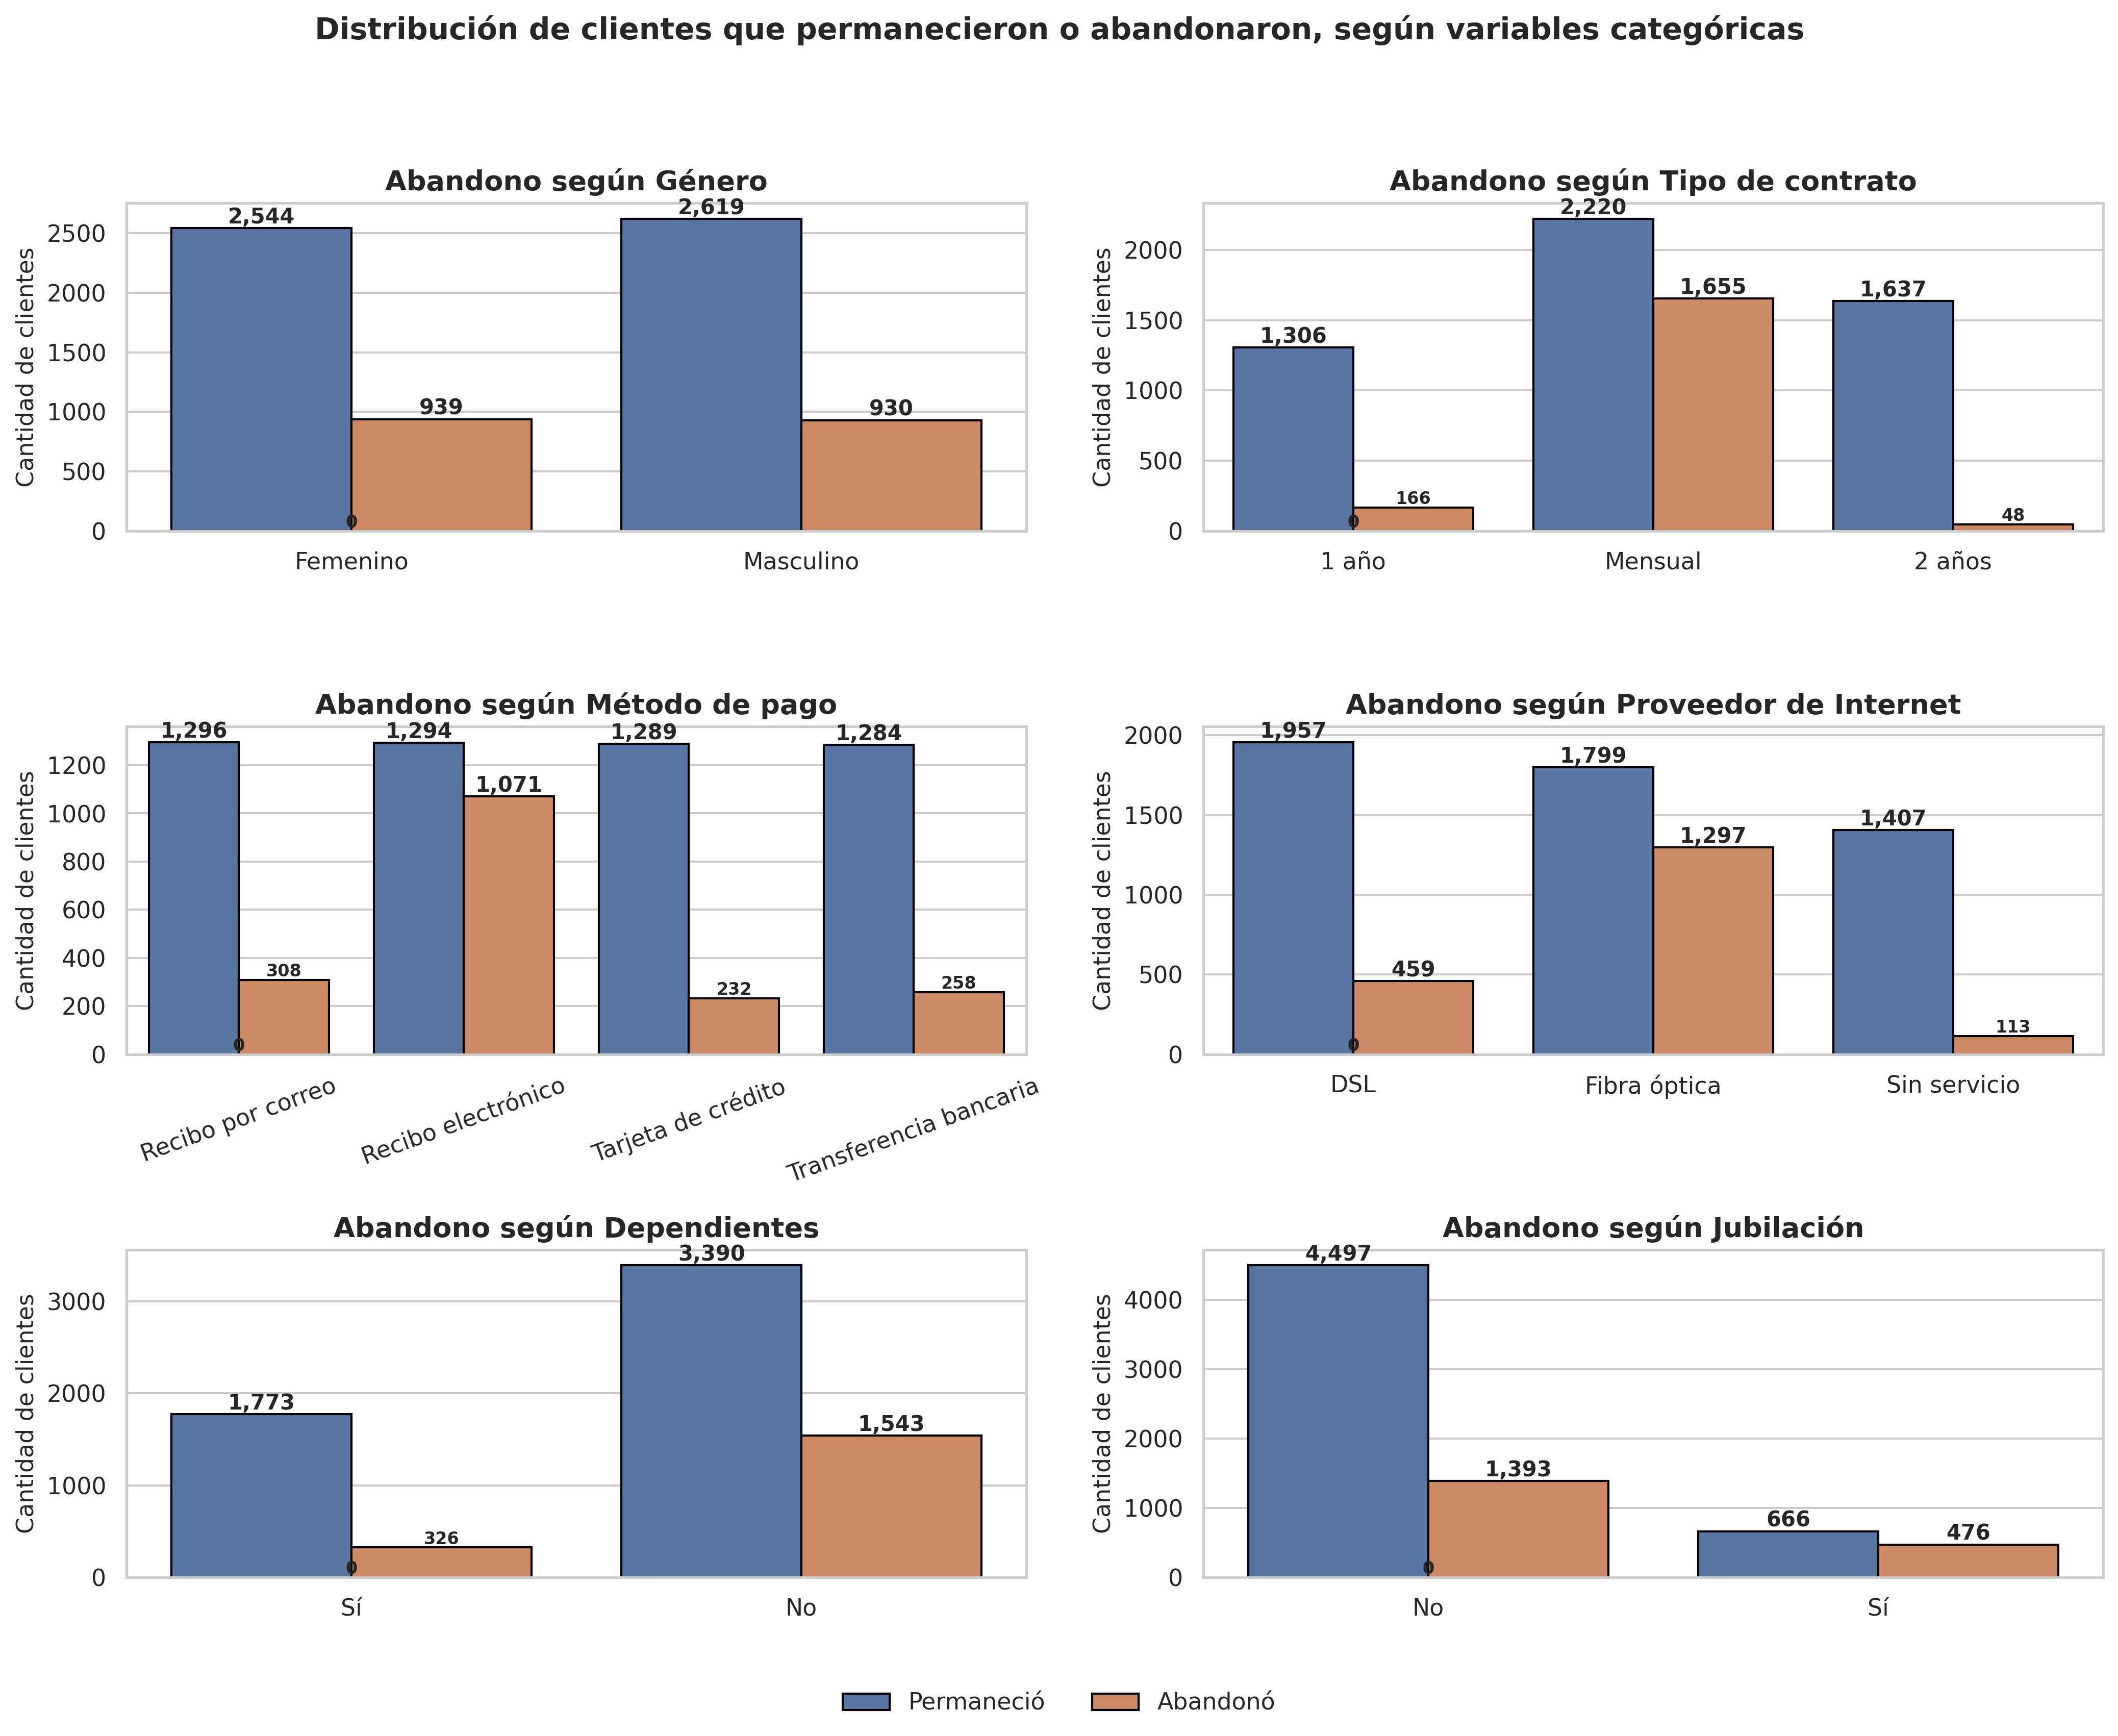 Distribución de clientes que permanecieron o abandonaron, según variables categóricas
Abandono según Género
Cantidad de clientes
2500
2000
1500
1000
500
0
2,544
939
2,619
930
0
Femenino
Masculino
Abandono según Tipo de contrato
Cantidad de clientes
2000
1500
1000
500
0
1,306
166
2,220
1,655
1,637
48
0
1 año
Mensual
2 años
Abandono según Método de pago
Cantidad de clientes
1200
1000
800
600
400
200
0
1,296
308
1,294
1,071
1,289
232
1,284
258
0
Recibo por correo
Recibo electrónico
Tarjeta de crédito
Transferencia bancaria
Abandono según Proveedor de Internet
Cantidad de clientes
2000
1500
1000
500
0
1,957
459
1,799
1,297
1,407
113
0
DSL
Fibra óptica
Sin servicio
Abandono según Dependientes
Cantidad de clientes
3000
2000
1000
0
1,773
326
3,390
1,543
0
Sí
No
Abandono según Jubilación
Cantidad de clientes
4000
3000
2000
1000
0
4,497
1,393
666
476
0
No
Sí
Permaneció
Abandonó